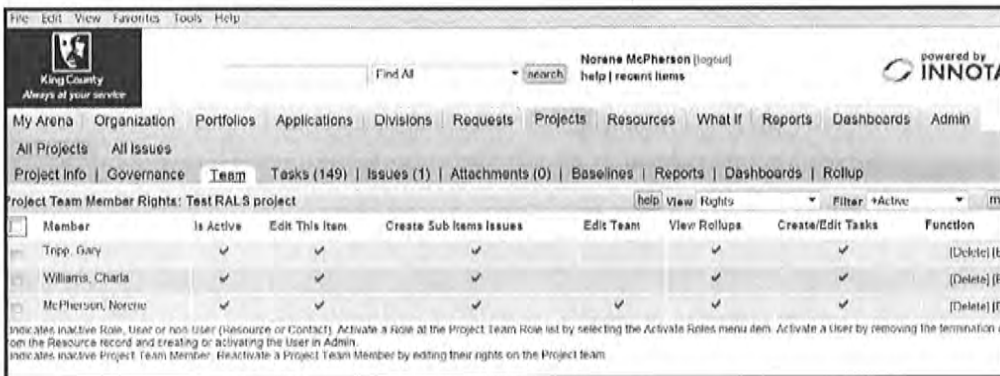 File Edit View Favorites Tools Help
King County
Always at your service
Find All search
Norene McPherson [logout]
help | recent items
powered by
INNOTA
My Arena Organization Portfolios Applications Divisions Requests Projects Resources What If Reports Dashboards Admin
All Projects All Issues
Project Info | Governance Team Tasks (149) | Issues (1) | Attachments (0) | Baselines | Reports | Dashboards | Rollup
Project Team Member Rights: Test RALS project help View Rights Filter +Active
Member Is Active Edit This Item Create Sub Items Issues Edit Team View Rollups Create/Edit Tasks Function
Tripp, Gary ✓ ✓ ✓ ✓ ✓ [Delete]
Williams, Charla ✓ ✓ ✓ ✓ ✓ [Delete]
McPherson, Norene ✓ ✓ ✓ ✓ ✓ ✓ [Delete]
Indicates inactive Role, User or non User (Resource or Contact). Activate a Role at the Project Team Role list by selecting the Activate Roles menu item. Activate a User by removing the termination
om the Resource record and creating or activating the User in Admin.
Indicates inactive Project Team Member. Reactivate a Project Team Member by editing their rights on the Project team